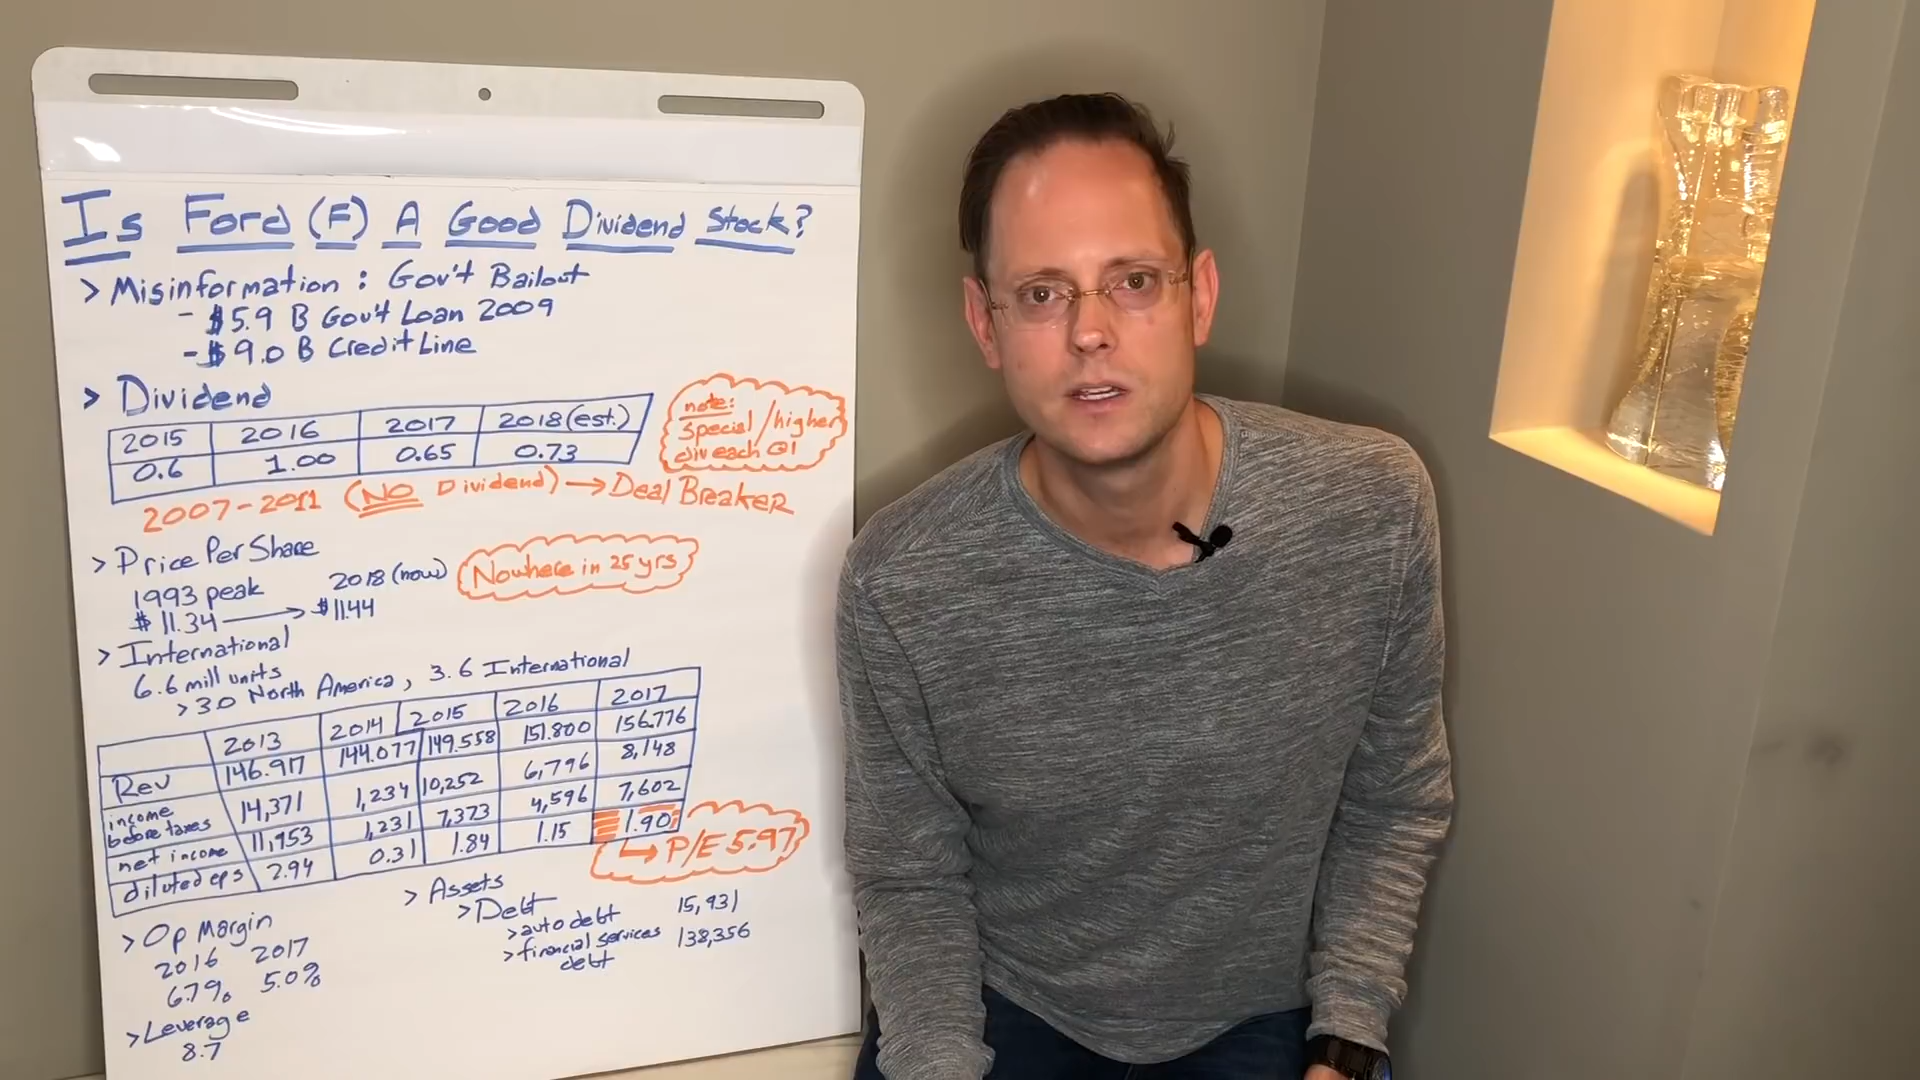 Is Ford (F) A Good Dividend Stock?
> Misinformation : Gov't Bailout
- $5.9 B Gov't Loan 2009
- $9.0 B Credit Line
> Dividend
2015 2016 2017 2018 (est.)
0.6 1.00 0.65 0.73
note:
special/higher
div each Q1
2007-2011 (NO Dividend) → Deal Breaker
> Price Per Share
1993 peak 2018 (now)
$11.34 → $11.44
Nowhere in 25 yrs
> International
6.6 mill units
> 3.0 North America, 3.6 International
2013 2014 2015 2016 2017
Rev 146.917 144.077 149.558 151.800 156.776
income before taxes 14,371 1,234 10,252 6,796 8,148
net income 11,953 1,231 7,373 4,596 7,602
diluted eps 2.94 0.31 1.84 1.15 1.90
→ P/E 5.97
> Op Margin
2016 2017
6.7% 5.0%
> Leverage
8.7
> Assets
> Debt
> auto debt 15,931
> financial services 138,356
debt